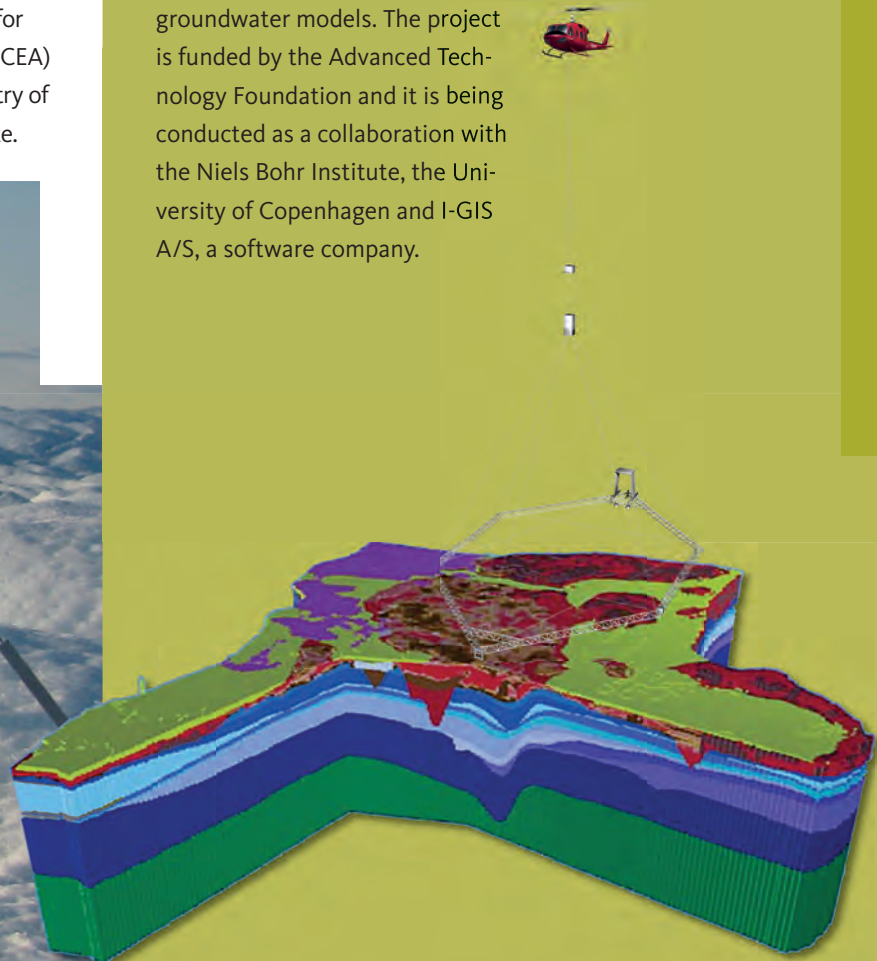 for
CEA)
try of
e.
groundwater models. The project
is funded by the Advanced Tech-
nology Foundation and it is being
conducted as a collaboration with
the Niels Bohr Institute, the Uni-
versity of Copenhagen and I-GIS
A/S, a software company.